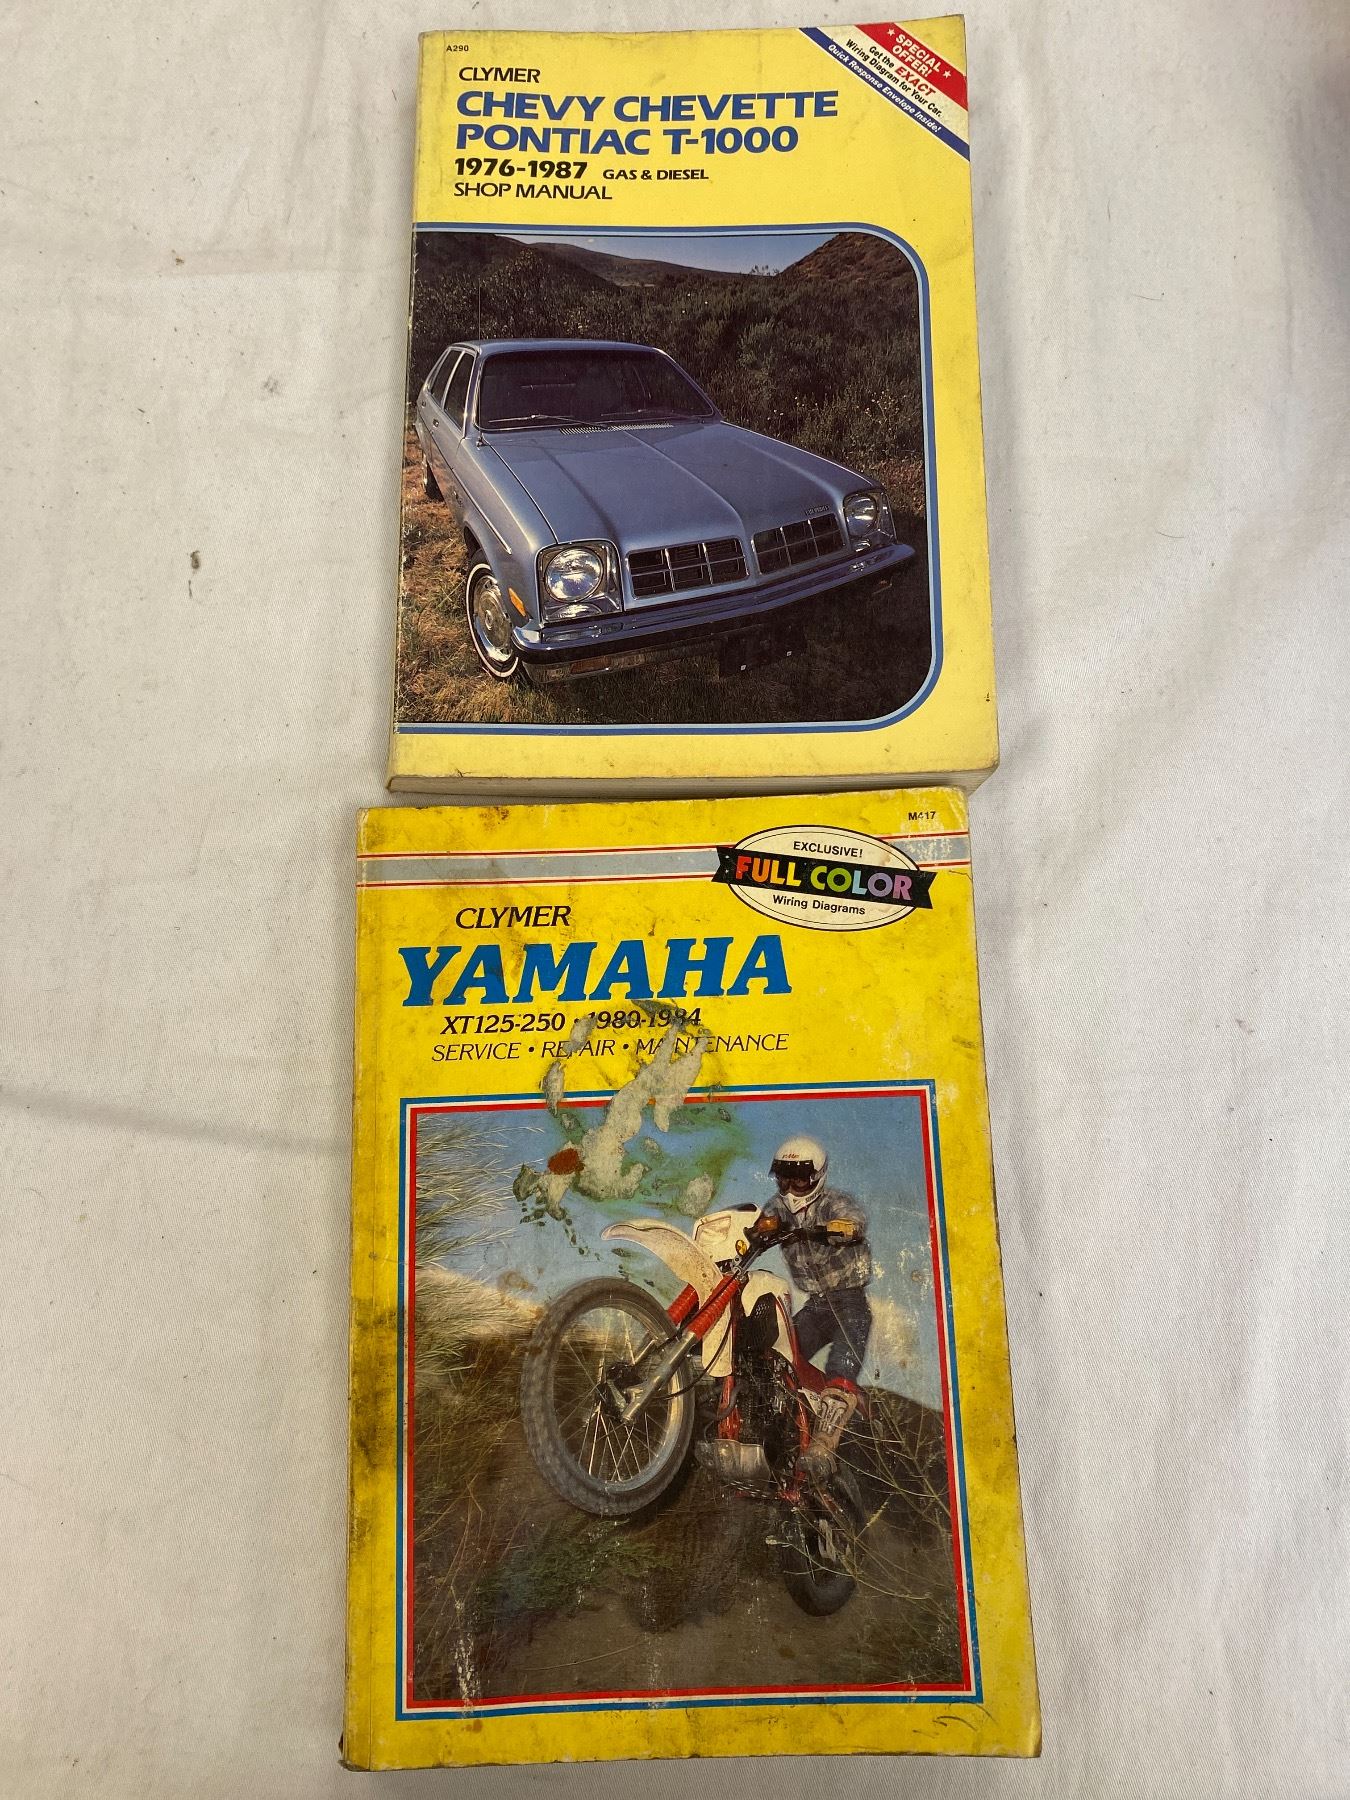 A290
CLYMER
CHEVY CHEVETTE
PONTIAC T-1000
1976-1987 GAS & DIESEL
SHOP MANUAL
★ SPECIAL ★
OFFER!
Get the EXACT
Wiring Diagram for Your Car.
Quick Response Envelope Inside!
M417
EXCLUSIVE!
FULL COLOR
Wiring Diagrams
CLYMER
YAMAHA
XT125-250 • 1980-1984
SERVICE • REPAIR • MAINTENANCE